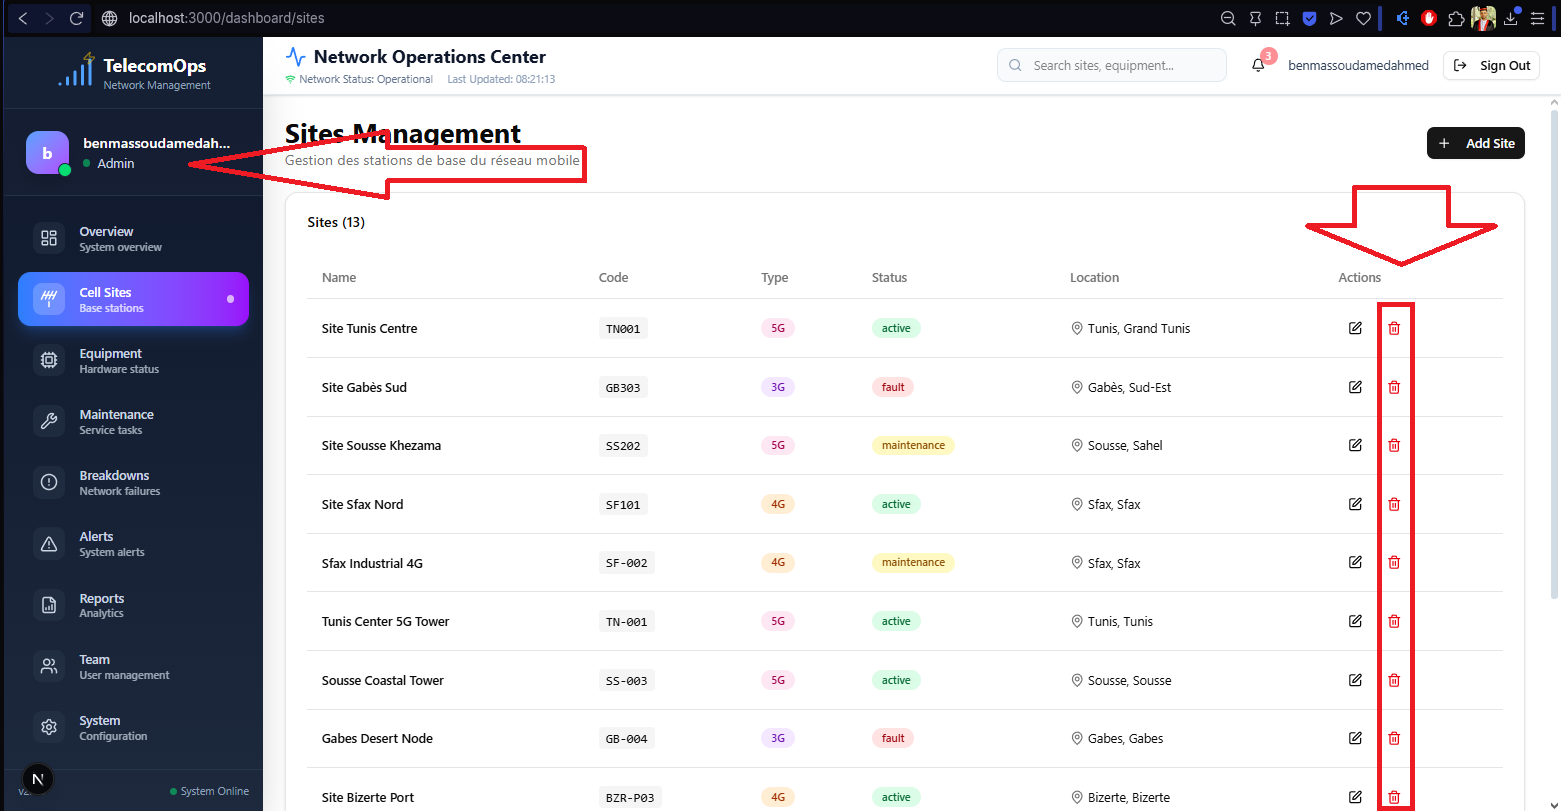 localhost:3000/dashboard/sites
TelecomOps
Network Management
b
benmassoudamedah...
Admin
Overview
System overview
Cell Sites
Base stations
Equipment
Hardware status
Maintenance
Service tasks
Breakdowns
Network failures
Alerts
System alerts
Reports
Analytics
Team
User management
System
Configuration
N
System Online
Network Operations Center
Network Status: Operational Last Updated: 08:21:13
Search sites, equipment...
3
benmassoudamedahmed
Sign Out
Sites Management
Gestion des stations de base du réseau mobile
+ Add Site
Sites (13)
Name Code Type Status Location Actions
Site Tunis Centre TN001 5G active Tunis, Grand Tunis
Site Gabès Sud GB303 3G fault Gabès, Sud-Est
Site Sousse Khezama SS202 5G maintenance Sousse, Sahel
Site Sfax Nord SF101 4G active Sfax, Sfax
Sfax Industrial 4G SF-002 4G maintenance Sfax, Sfax
Tunis Center 5G Tower TN-001 5G active Tunis, Tunis
Sousse Coastal Tower SS-003 5G active Sousse, Sousse
Gabes Desert Node GB-004 3G fault Gabes, Gabes
Site Bizerte Port BZR-P03 4G active Bizerte, Bizerte